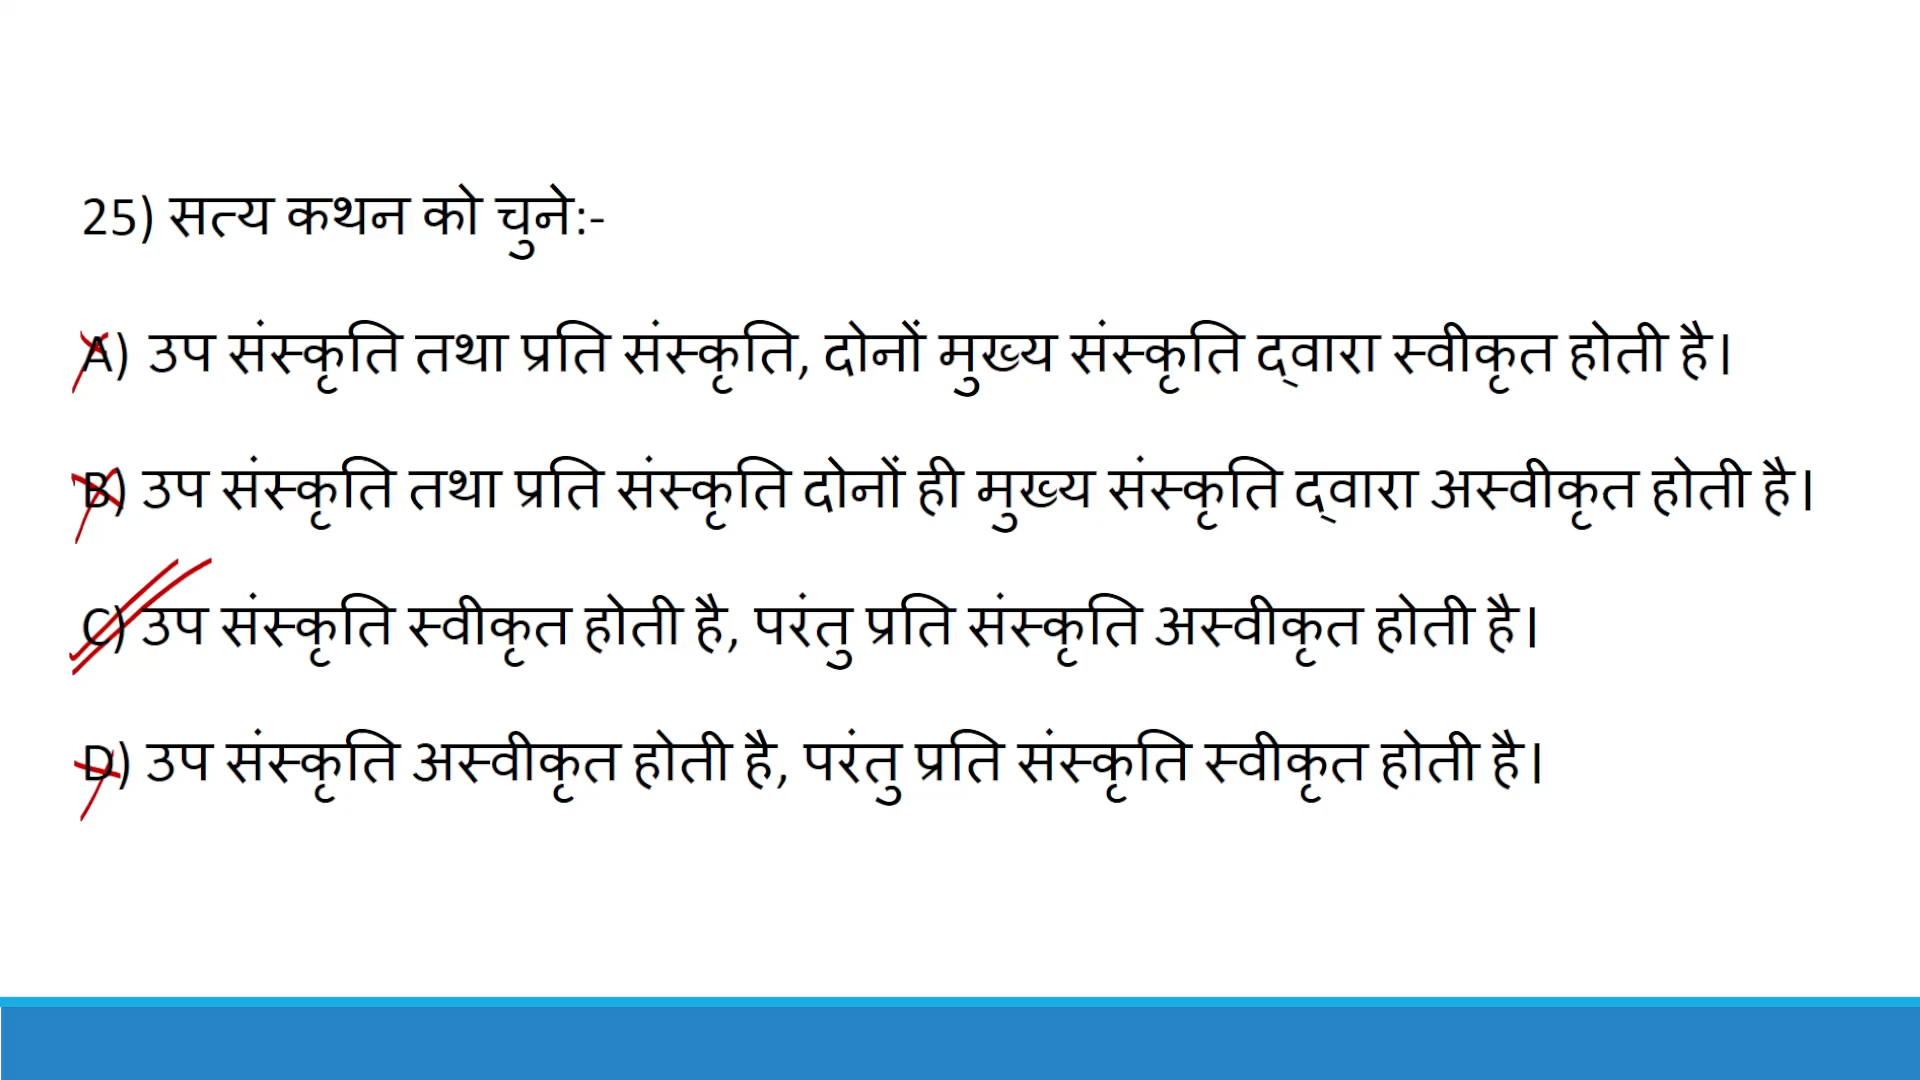 25) सत्य कथन को चुने:-
A) उप संस्कृति तथा प्रति संस्कृति, दोनों मुख्य संस्कृति द्वारा स्वीकृत होती है।
B) उप संस्कृति तथा प्रति संस्कृति दोनों ही मुख्य संस्कृति द्वारा अस्वीकृत होती है।
C) उप संस्कृति स्वीकृत होती है, परंतु प्रति संस्कृति अस्वीकृत होती है।
D) उप संस्कृति अस्वीकृत होती है, परंतु प्रति संस्कृति स्वीकृत होती है।